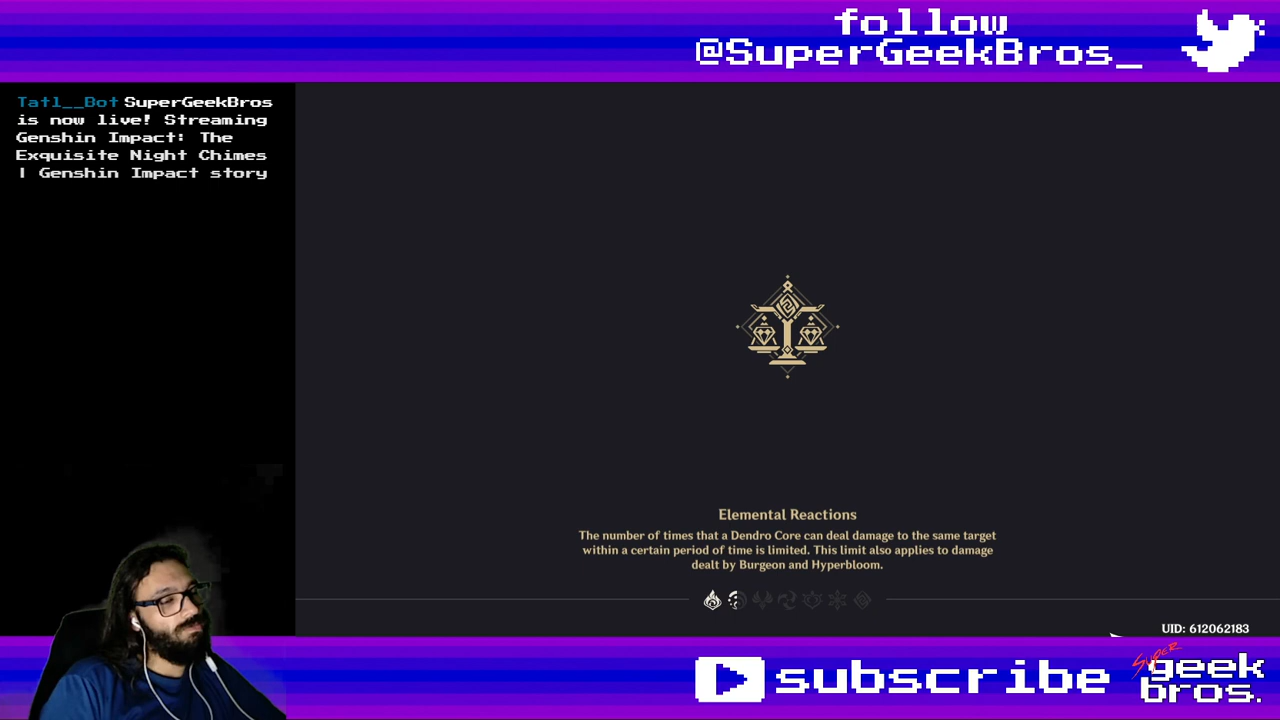 follow
@SuperGeekBros_
Tatl__Bot SuperGeekBros
is now live! Streaming
Genshin Impact: The
Exquisite Night Chimes
| Genshin Impact story
Elemental Reactions
The number of times that a Dendro Core can deal damage to the same target
within a certain period of time is limited. This limit also applies to damage
dealt by Burgeon and Hyperbloom.
UID: 612062183
subscribe
SUPER
geek
bros.